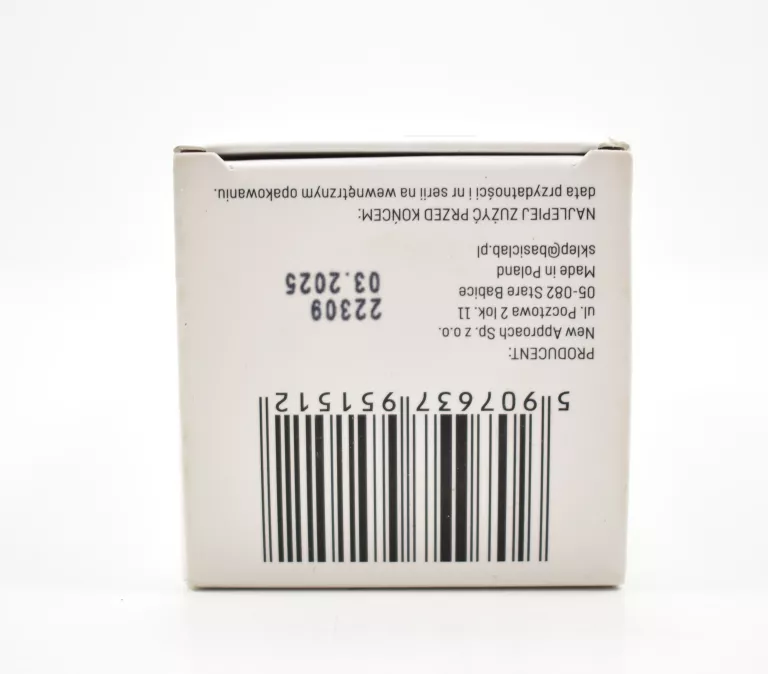 5 907637 951512
PRODUCENT:
New Approach Sp. z o.o.
ul. Pocztowa 2 lok. 11
05-082 Stare Babice
Made in Poland
sklep@basiclab.pl
22309
03.2025
NAJLEPIEJ ZUŻYĆ PRZED KOŃCEM:
data przydatności i nr serii na wewnętrznym opakowaniu.